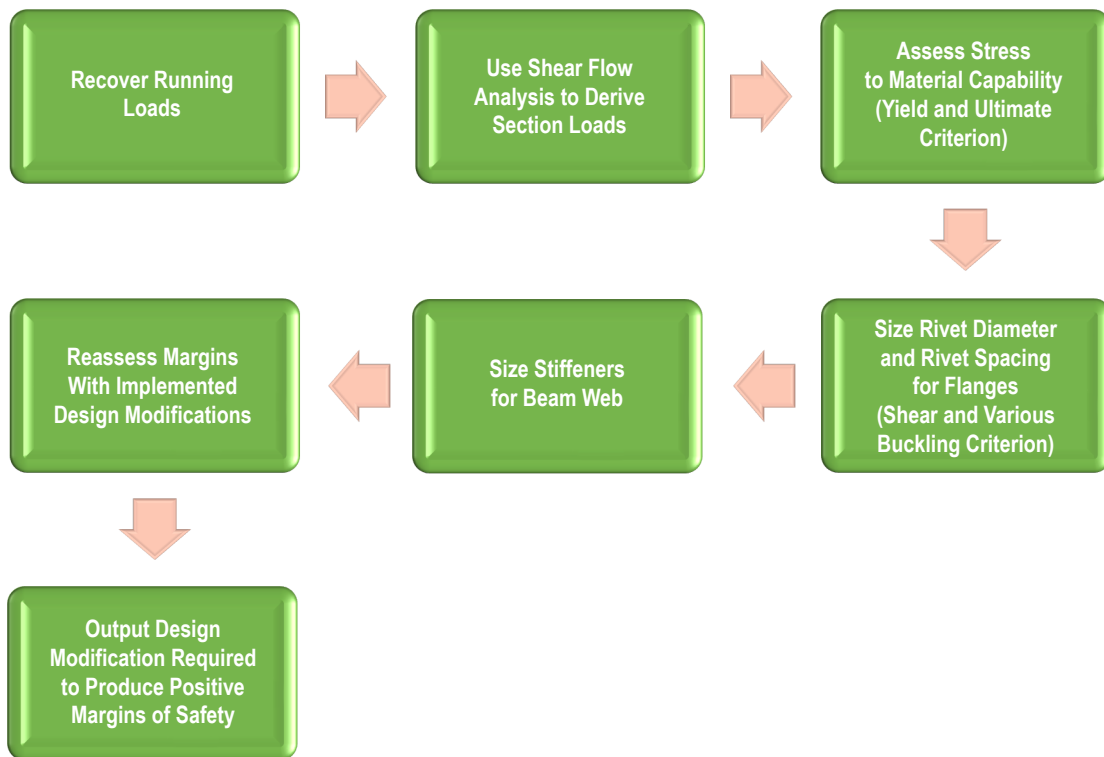 Recover Running
Loads
Use Shear Flow
Analysis to Derive
Section Loads
Assess Stress
to Material Capability
(Yield and Ultimate
Criterion)
Size Rivet Diameter
and Rivet Spacing
for Flanges
(Shear and Various
Buckling Criterion)
Size Stiffeners
for Beam Web
Reassess Margins
With Implemented
Design Modifications
Output Design
Modification Required
to Produce Positive
Margins of Safety